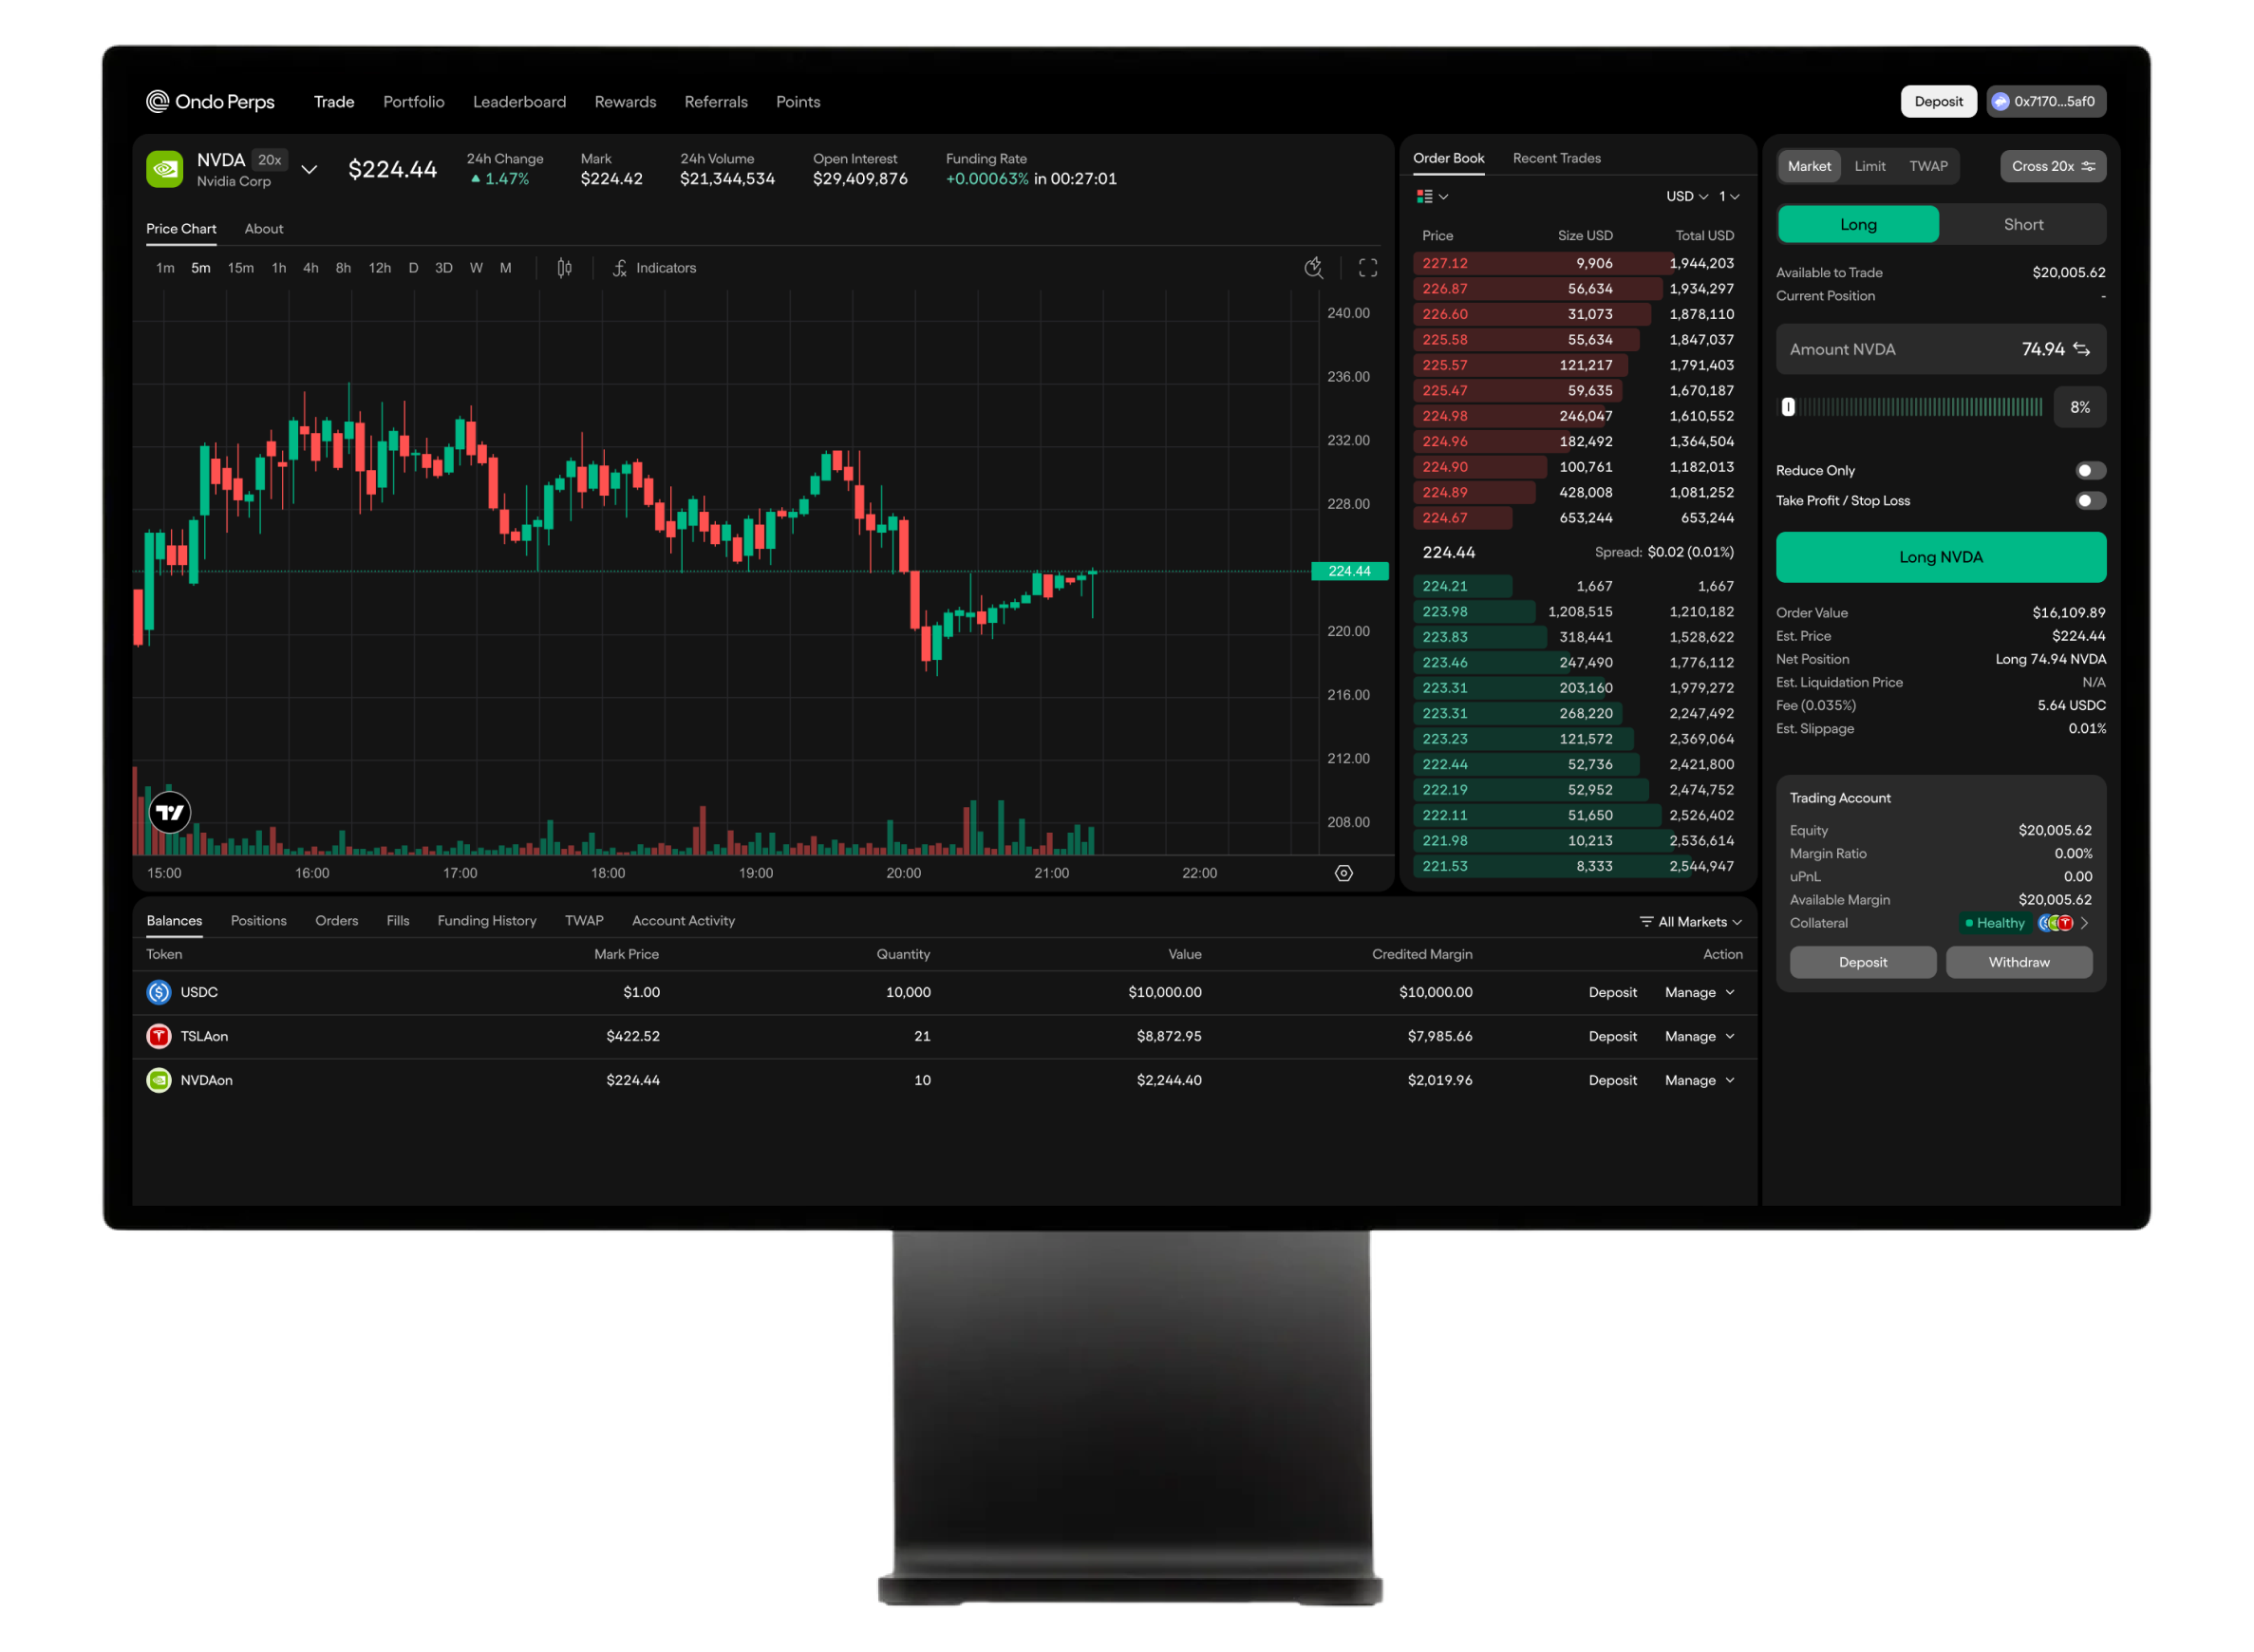 Ondo Perps Trade Portfolio Leaderboard Rewards Referrals Points Deposit 0x7170...5af0
NVDA 20x
Nvidia Corp
$224.44
24h Change
1.47%
Mark
$224.42
24h Volume
$21,344,534
Open Interest
$29,409,876
Funding Rate
+0.00063% in 00:27:01
Price Chart About
1m 5m 15m 1h 4h 8h 12h D 3D W M Indicators
240.00
236.00
232.00
228.00
224.44
220.00
216.00
212.00
208.00
15:00 16:00 17:00 18:00 19:00 20:00 21:00 22:00
Order Book Recent Trades
USD 1
Price Size USD Total USD
227.12 9,906 1,944,203
226.87 56,634 1,934,297
226.60 31,073 1,878,110
225.58 55,634 1,847,037
225.57 121,217 1,791,403
225.47 59,635 1,670,187
224.98 246,047 1,610,552
224.96 182,492 1,364,504
224.90 100,761 1,182,013
224.89 428,008 1,081,252
224.67 653,244 653,244
224.44 Spread: $0.02 (0.01%)
224.21 1,667 1,667
223.98 1,208,515 1,210,182
223.83 318,441 1,528,622
223.46 247,490 1,776,112
223.31 203,160 1,979,272
223.31 268,220 2,247,492
223.23 121,572 2,369,064
222.44 52,736 2,421,800
222.19 52,952 2,474,752
222.11 51,650 2,526,402
221.98 10,213 2,536,614
221.53 8,333 2,544,947
Market Limit TWAP Cross 20x
Long Short
Available to Trade $20,005.62
Current Position -
Amount NVDA 74.94
8%
Reduce Only
Take Profit / Stop Loss
Long NVDA
Order Value $16,109.89
Est. Price $224.44
Net Position Long 74.94 NVDA
Est. Liquidation Price N/A
Fee (0.035%) 5.64 USDC
Est. Slippage 0.01%
Trading Account
Equity $20,005.62
Margin Ratio 0.00%
uPnL 0.00
Available Margin $20,005.62
Collateral Healthy
Deposit Withdraw
Balances Positions Orders Fills Funding History TWAP Account Activity All Markets
Token Mark Price Quantity Value Credited Margin Action
USDC $1.00 10,000 $10,000.00 $10,000.00 Deposit Manage
TSLAon $422.52 21 $8,872.95 $7,985.66 Deposit Manage
NVDAon $224.44 10 $2,244.40 $2,019.96 Deposit Manage